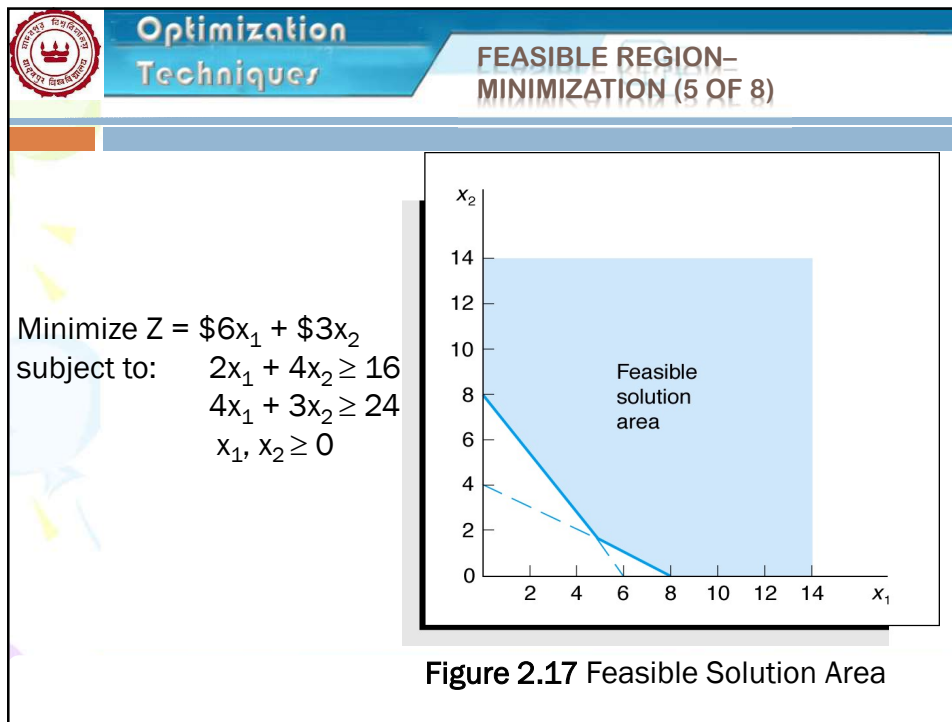 Optimization
Techniques
FEASIBLE REGION–
MINIMIZATION (5 OF 8)
Minimize Z = $6x₁ + $3x₂
subject to: 2x₁ + 4x₂ ≥ 16
4x₁ + 3x₂ ≥ 24
x₁, x₂ ≥ 0
x₂
14
12
10
8
6
4
2
0
Feasible
solution
area
2 4 6 8 10 12 14 x₁
Figure 2.17 Feasible Solution Area